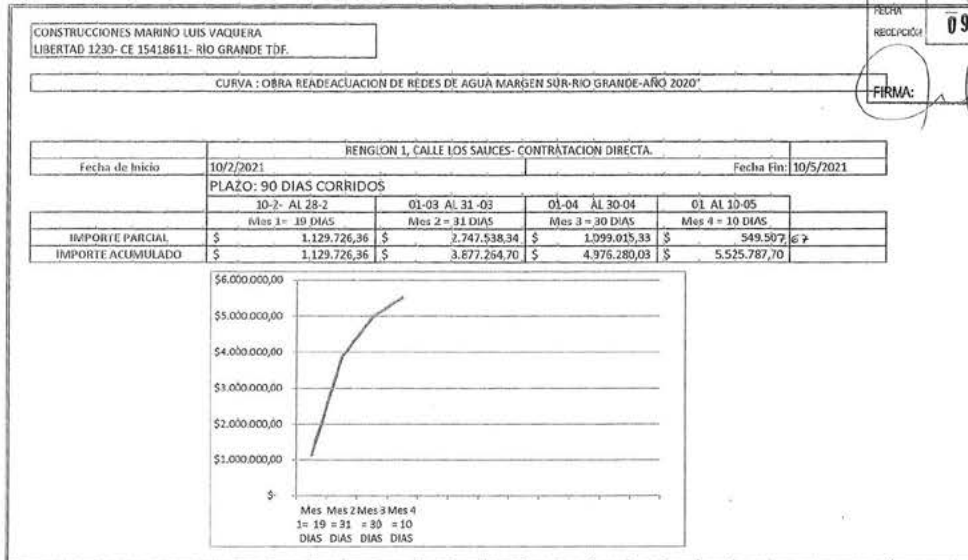 FECHA
RECEPCIÓN 09
FIRMA:
CONSTRUCCIONES MARINO LUIS VAQUERA
LIBERTAD 1230- CE 15418611- RIO GRANDE TDF.
CURVA : OBRA READEACUACION DE REDES DE AGUA MARGEN SUR-RIO GRANDE-AÑO 2020"
RENGLON 1, CALLE LOS SAUCES- CONTRATACION DIRECTA.
Fecha de Inicio 10/2/2021 Fecha Fin: 10/5/2021
PLAZO: 90 DIAS CORRIDOS
10-2- AL 28-2 01-03 AL 31-03 01-04 AL 30-04 01 AL 10-05
Mes 1= 19 DIAS Mes 2 = 31 DIAS Mes 3 = 30 DIAS Mes 4 = 10 DIAS
IMPORTE PARCIAL $ 1.129.726,36 $ 2.747.538,34 $ 1.099.015,33 $ 549.507,67
IMPORTE ACUMULADO $ 1.129.726,36 $ 3.877.264,70 $ 4.976.280,03 $ 5.525.787,70
$6.000.000,00
$5.000.000,00
$4.000.000,00
$3.000.000,00
$2.000.000,00
$1.000.000,00
$-
Mes Mes 2 Mes 3 Mes 4
1= 19 = 31 = 30 = 10
DIAS DIAS DIAS DIAS